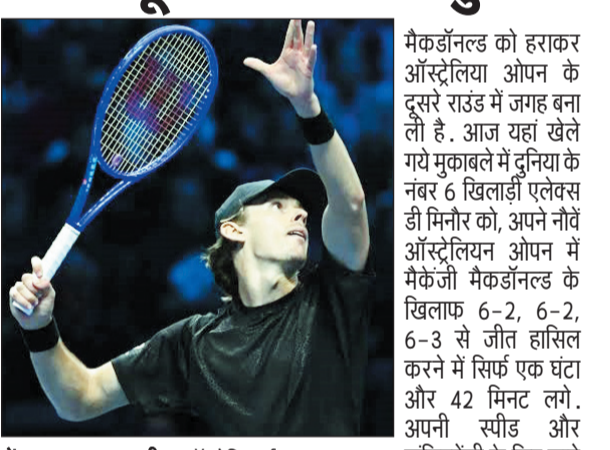 मैकडॉनल्ड को हराकर
ऑस्ट्रेलिया ओपन के
दूसरे राउंड में जगह बना
ली है. आज यहां खेले
गये मुकाबले में दुनिया के
नंबर 6 खिलाड़ी एलेक्स
डी मिनौर को, अपने नौवें
ऑस्ट्रेलियन ओपन में
मैकेंजी मैकडॉनल्ड के
खिलाफ 6-2, 6-2,
6-3 से जीत हासिल
करने में सिर्फ एक घंटा
और 42 मिनट लगे.
अपनी स्पीड और